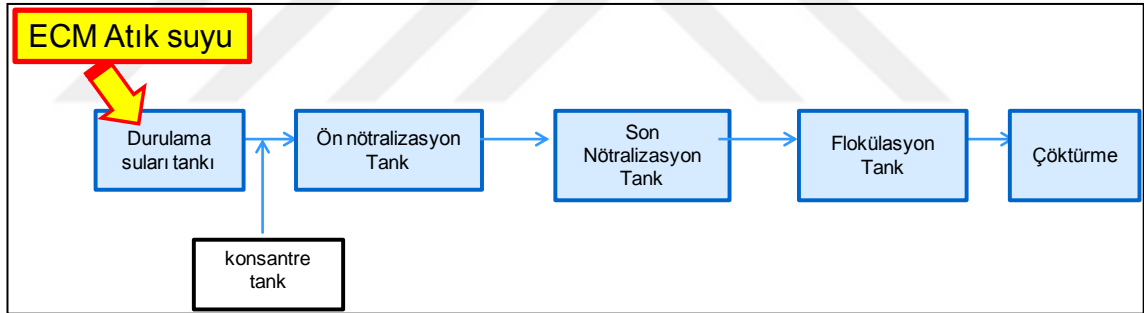 ECM Atık suyu
Durulama
suları tankı
Ön nötralizasyon
Tank
Son
Nötralizasyon
Tank
Flokülasyon
Tank
Çöktürme
konsantre
tank